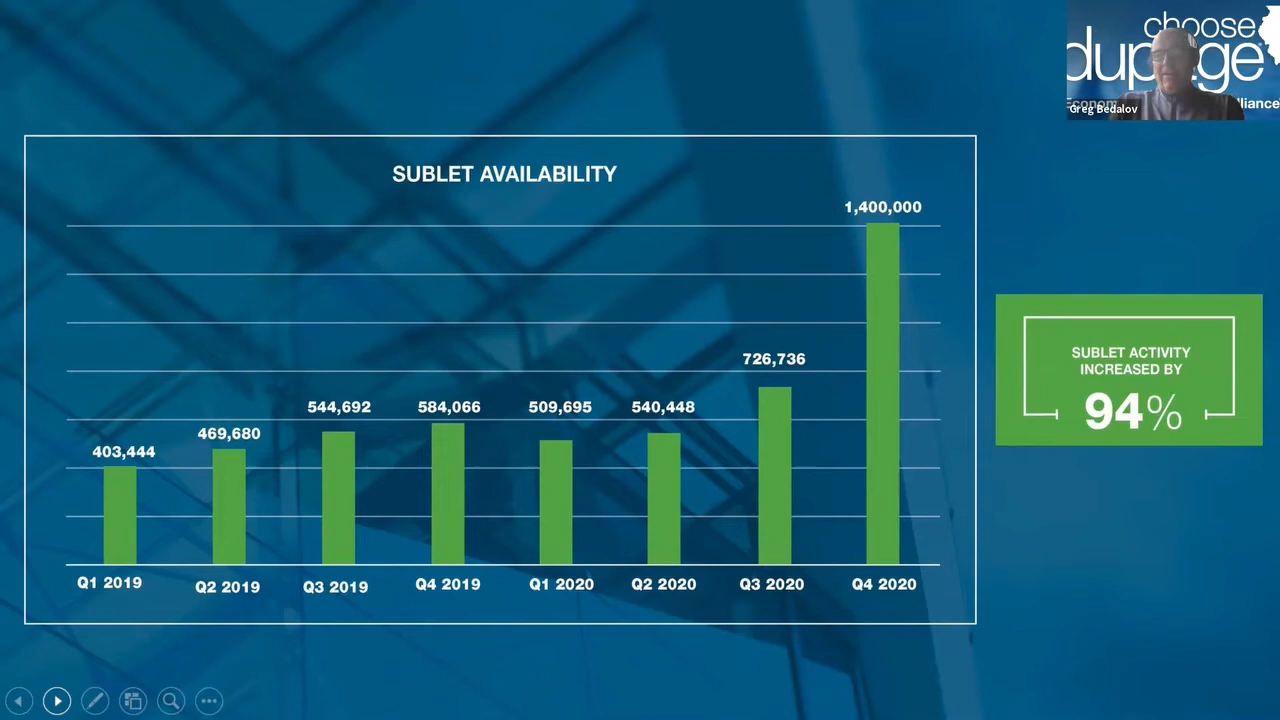 choose
Greg Bedalov
SUBLET AVAILABILITY
1,400,000
726,736
544,692
584,066
509,695
540,448
469,680
403,444
Q1 2019
Q2 2019
Q3 2019
Q4 2019
Q1 2020
Q2 2020
Q3 2020
Q4 2020
SUBLET ACTIVITY
INCREASED BY
94%